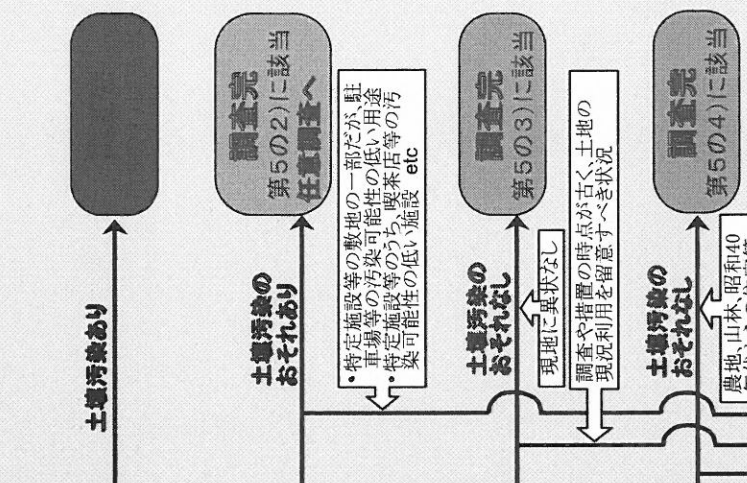 土壌汚染あり
調査完
第5の2)に該当
任意調査へ
土壌汚染の
おそれあり
・特定施設等の敷地の一部だが、駐
車場等の汚染可能性の低い用途
・特定施設等のうち、喫茶店等の汚
染可能性の低い施設 etc
調査完
第5の3)に該当
土壌汚染の
おそれなし
現地に異状なし
調査や措置の時点が古く、土地の
現況利用を留意すべき状況
調査完
第5の4)に該当
土壌汚染の
おそれなし
農地、山林、昭和40